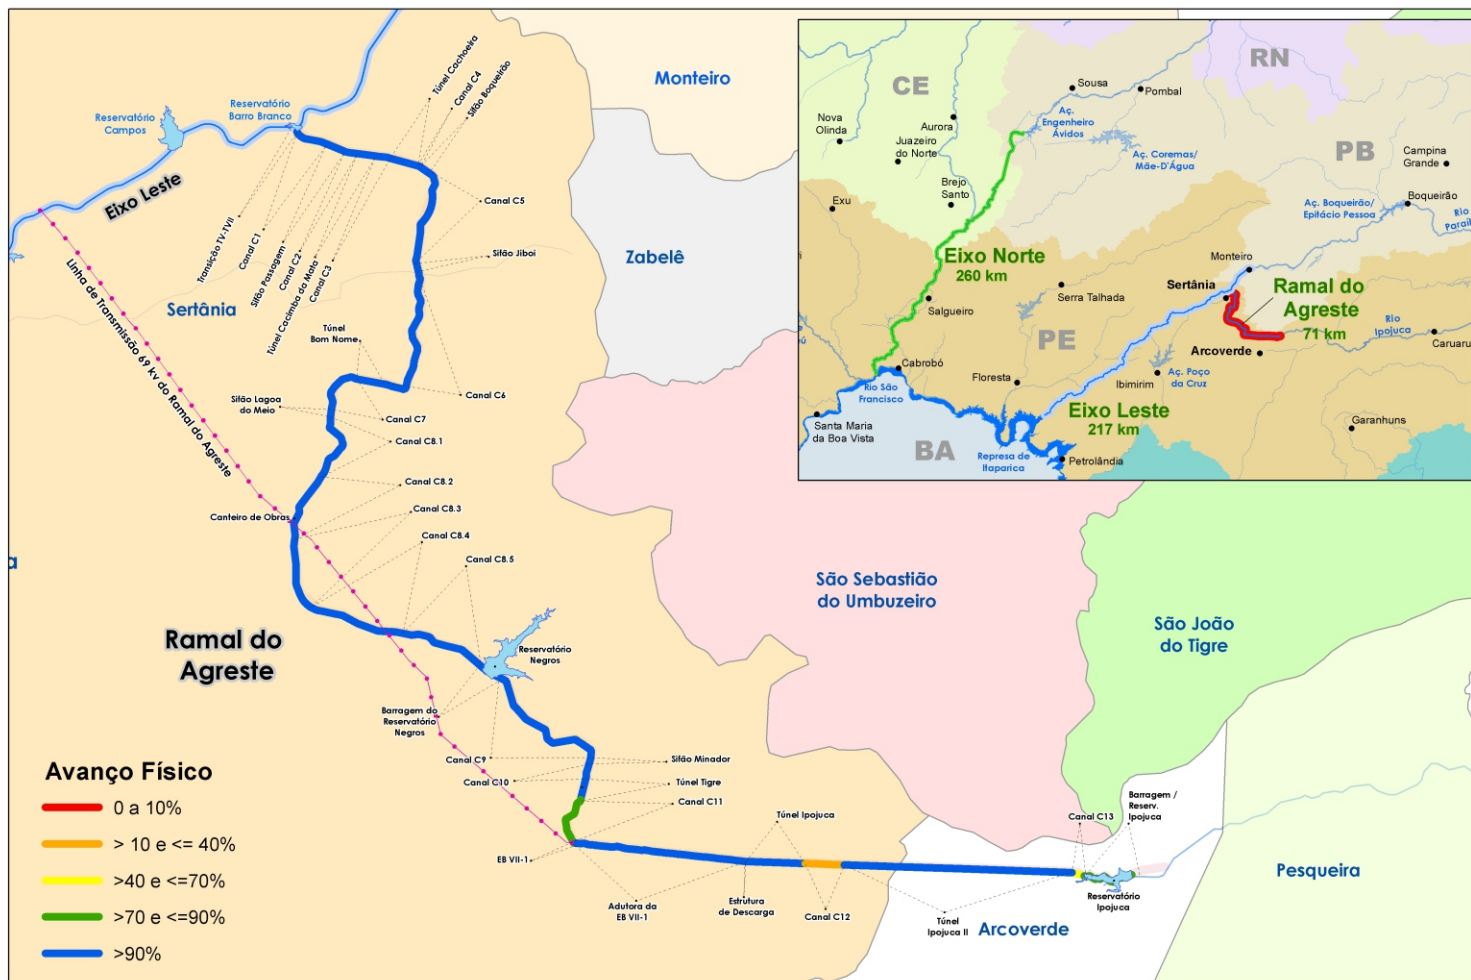 Monteiro
Reservatório
Campos
Reservatório
Barro Branco
Eixo Leste
Túnel Cachoeira
Canal C4
Sifão Boqueirão
Canal C5
Sifão Jiboi
Transição TV-TVII
Canal C1
Sifão Passagem
Canal C2
Túnel Cacimba da Mata
Canal C3
Zabelê
Sertânia
Linha de Transmissão 69 kv do Ramal do Agreste
Túnel
Bom Nome
Sifão Lagoa
do Meio
Canal C6
Canal C7
Canal C8.1
Canal C8.2
Canteiro de Obras
Canal C8.3
Canal C8.4
Canal C8.5
a
São Sebastião
do Umbuzeiro
São João
do Tigre
Ramal do
Agreste
Reservatório
Negros
Barragem do
Reservatório
Negros
Canal C9
Sifão Minador
Canal C10
Túnel Tigre
Canal C11
Túnel Ipojuca
EB VII-1
Adutora da
EB VII-1
Estrutura
de Descarga
Canal C12
Túnel
Ipojuca II
Canal C13
Barragem /
Reserv.
Ipojuca
Reservatório
Ipojuca
Arcoverde
Pesqueira
Avanço Físico
0 a 10%
> 10 e <= 40%
>40 e <=70%
>70 e <=90%
>90%
CE
RN
PB
PE
BA
Sousa
Pombal
Nova
Olinda
Aurora
Juazeiro
do Norte
Aç.
Engenheiro
Ávidos
Aç. Coremas/
Mãe-D'Água
Campina
Grande
Brejo
Santo
Exu
Aç. Boqueirão/
Epitácio Pessoa
Boqueirão
Rio
Paraíb
Eixo Norte
260 km
Monteiro
Sertânia
Serra Talhada
Ramal do
Agreste
71 km
Salgueiro
Rio
Ipojuca
Caruaru
Arcoverde
Cabrobó
Floresta
Ibimirim
Aç. Poço
da Cruz
Rio São
Francisco
Eixo Leste
217 km
Santa Maria
da Boa Vista
Garanhuns
Represa de
Itaparica
Petrolândia